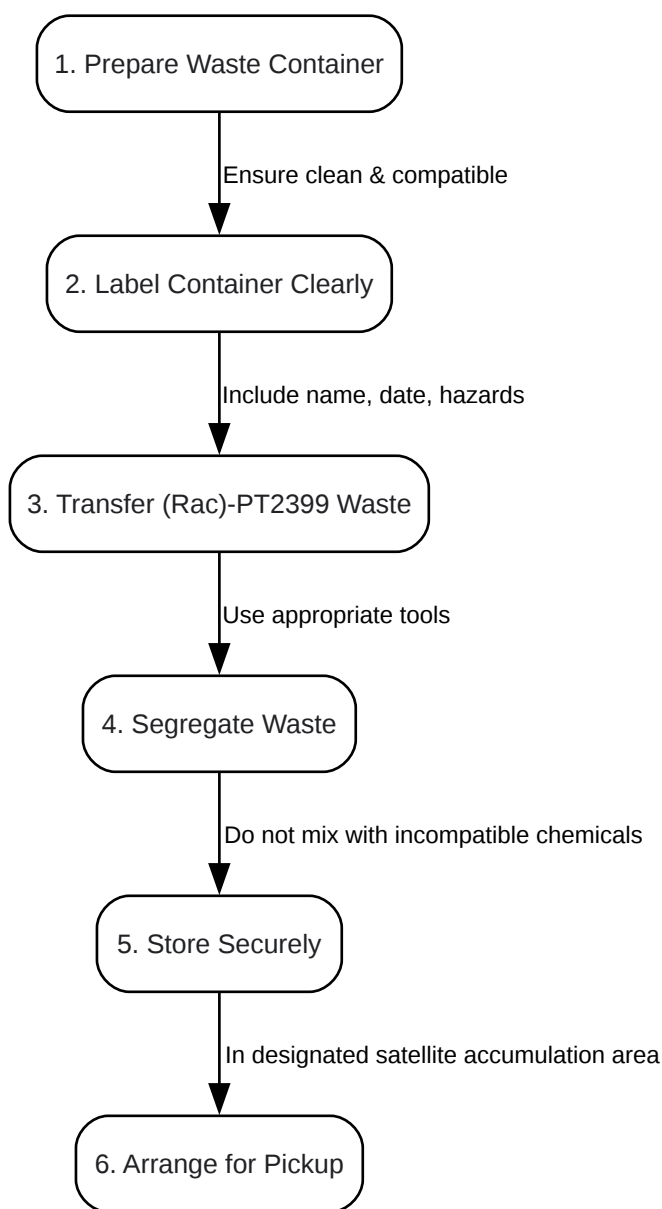 1. Prepare Waste Container
Ensure clean & compatible
2. Label Container Clearly
Include name, date, hazards
3. Transfer (Rac)-PT2399 Waste
Use appropriate tools
4. Segregate Waste
Do not mix with incompatible chemicals
5. Store Securely
In designated satellite accumulation area
6. Arrange for Pickup